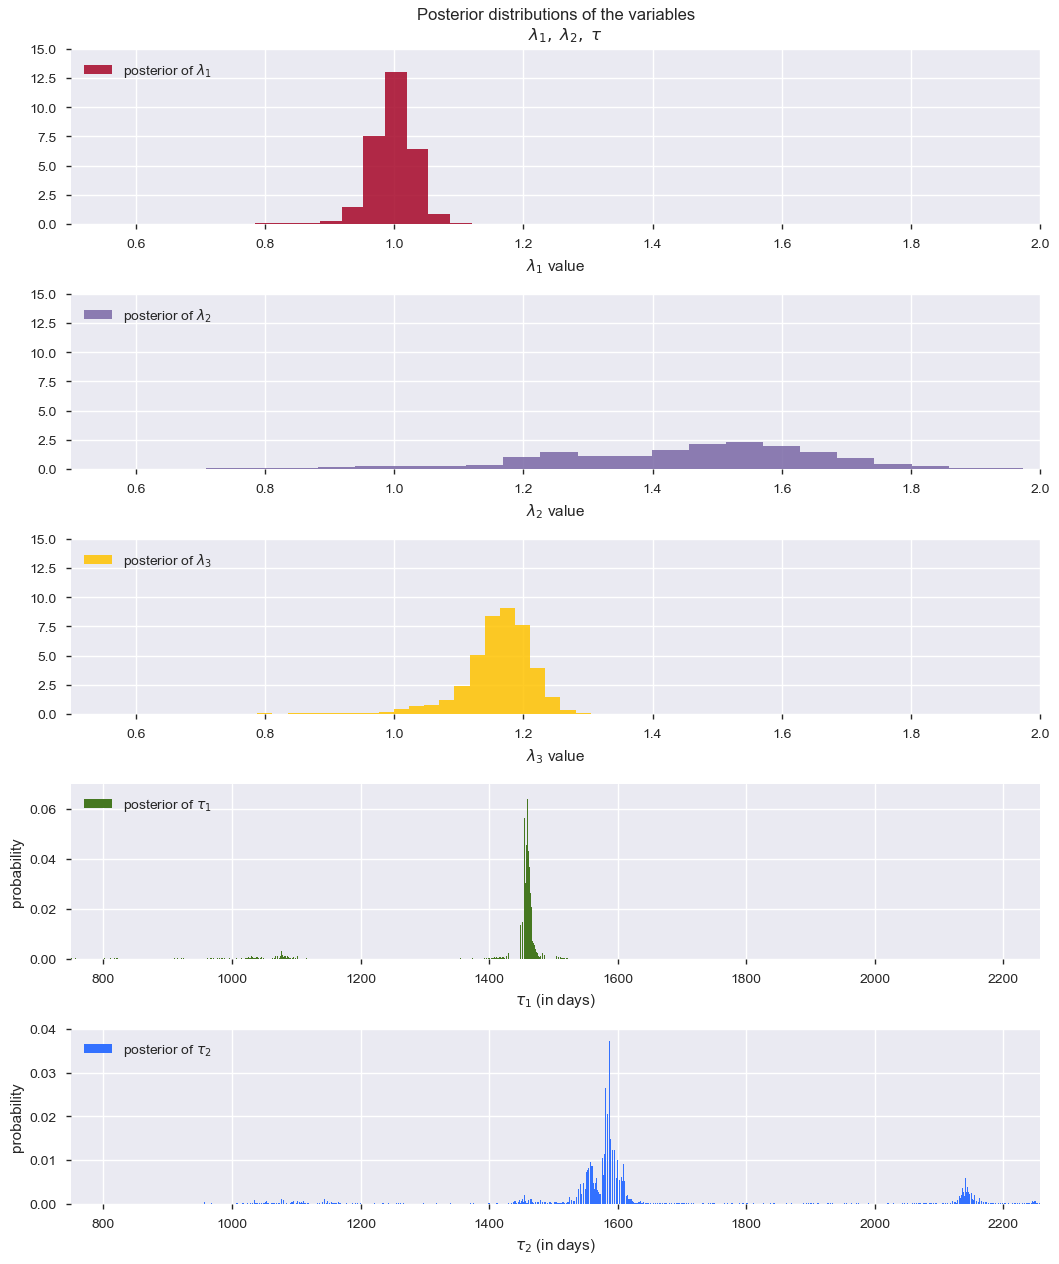 Posterior distributions of the variables
λ₁, λ₂, τ
15.0
12.5
10.0
7.5
5.0
2.5
0.0
posterior of λ₁
0.6 0.8 1.0 1.2 1.4 1.6 1.8 2.0
λ₁ value
15.0
12.5
10.0
7.5
5.0
2.5
0.0
posterior of λ₂
0.6 0.8 1.0 1.2 1.4 1.6 1.8 2.0
λ₂ value
15.0
12.5
10.0
7.5
5.0
2.5
0.0
posterior of λ₃
0.6 0.8 1.0 1.2 1.4 1.6 1.8 2.0
λ₃ value
probability
0.06
0.04
0.02
0.00
posterior of τ₁
800 1000 1200 1400 1600 1800 2000 2200
τ₁ (in days)
probability
0.04
0.03
0.02
0.01
0.00
posterior of τ₂
800 1000 1200 1400 1600 1800 2000 2200
τ₂ (in days)